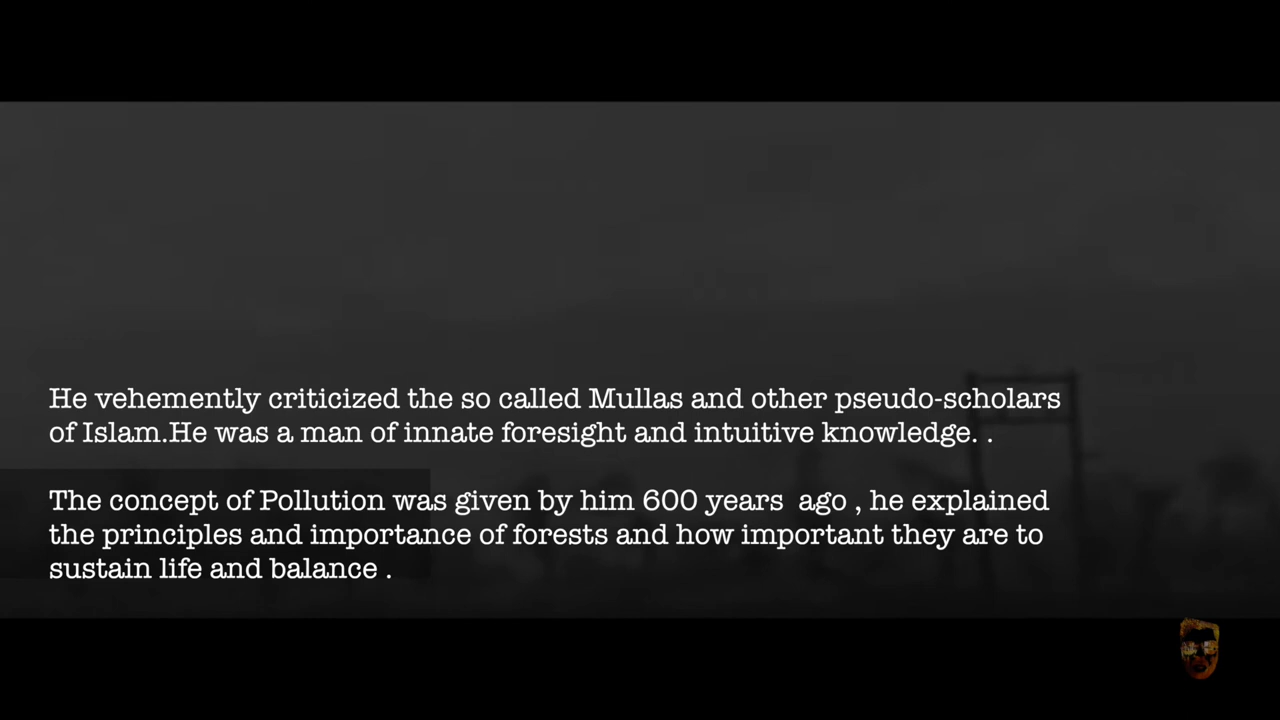 He vehemently criticized the so called Mullas and other pseudo-scholars
of Islam.He was a man of innate foresight and intuitive knowledge. .
The concept of Pollution was given by him 600 years  ago , he explained
the principles and importance of forests and how important they are to
sustain life and balance .